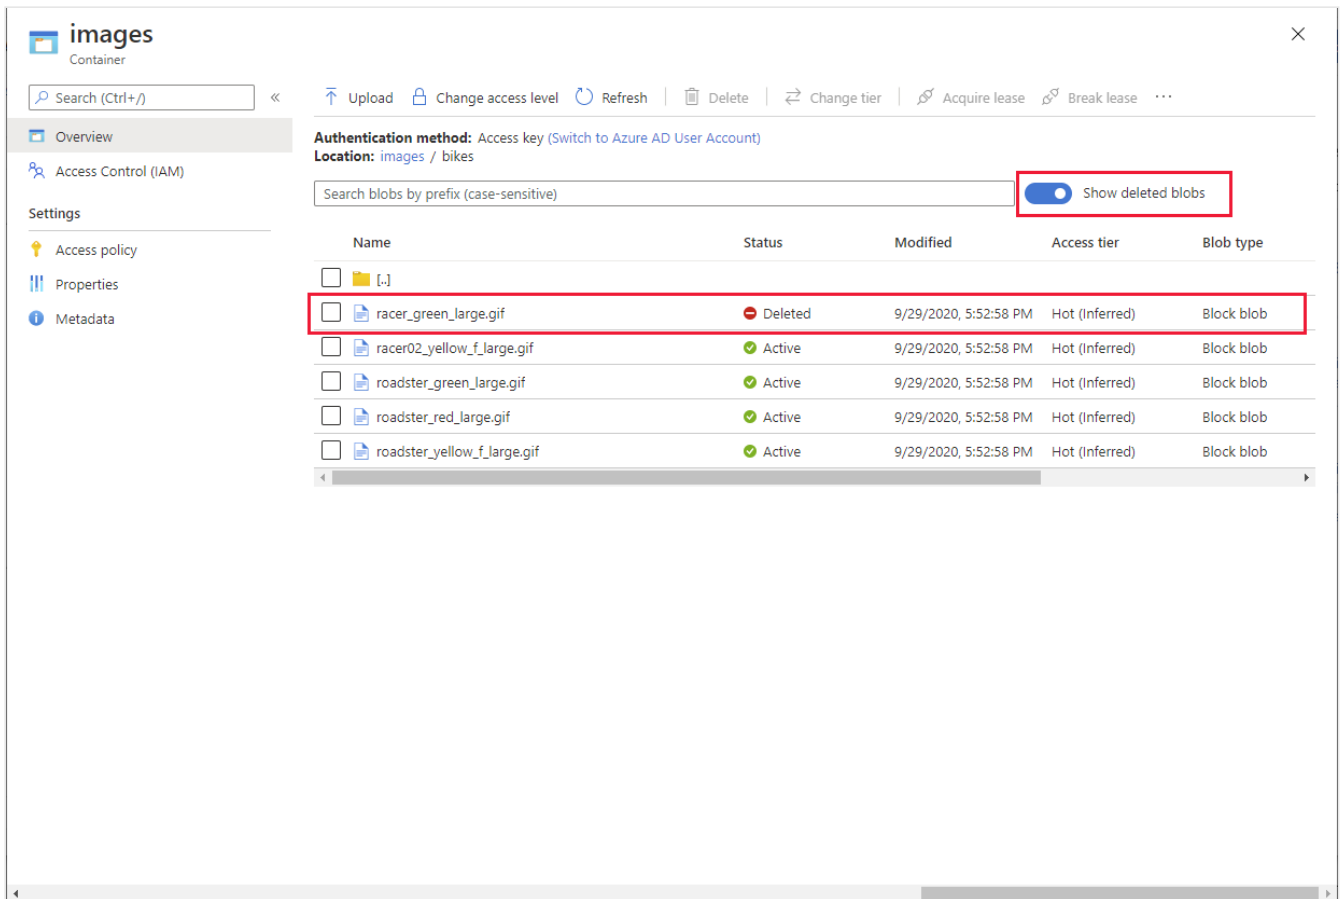 images
Container
Search (Ctrl+/)
«
Overview
Access Control (IAM)
Settings
Access policy
Properties
Metadata
Upload Change access level Refresh Delete Change tier Acquire lease Break lease ...
Authentication method: Access key (Switch to Azure AD User Account)
Location: images / bikes
Search blobs by prefix (case-sensitive) Show deleted blobs
Name Status Modified Access tier Blob type
[..]
racer_green_large.gif Deleted 9/29/2020, 5:52:58 PM Hot (Inferred) Block blob
racer02_yellow_f_large.gif Active 9/29/2020, 5:52:58 PM Hot (Inferred) Block blob
roadster_green_large.gif Active 9/29/2020, 5:52:58 PM Hot (Inferred) Block blob
roadster_red_large.gif Active 9/29/2020, 5:52:58 PM Hot (Inferred) Block blob
roadster_yellow_f_large.gif Active 9/29/2020, 5:52:58 PM Hot (Inferred) Block blob